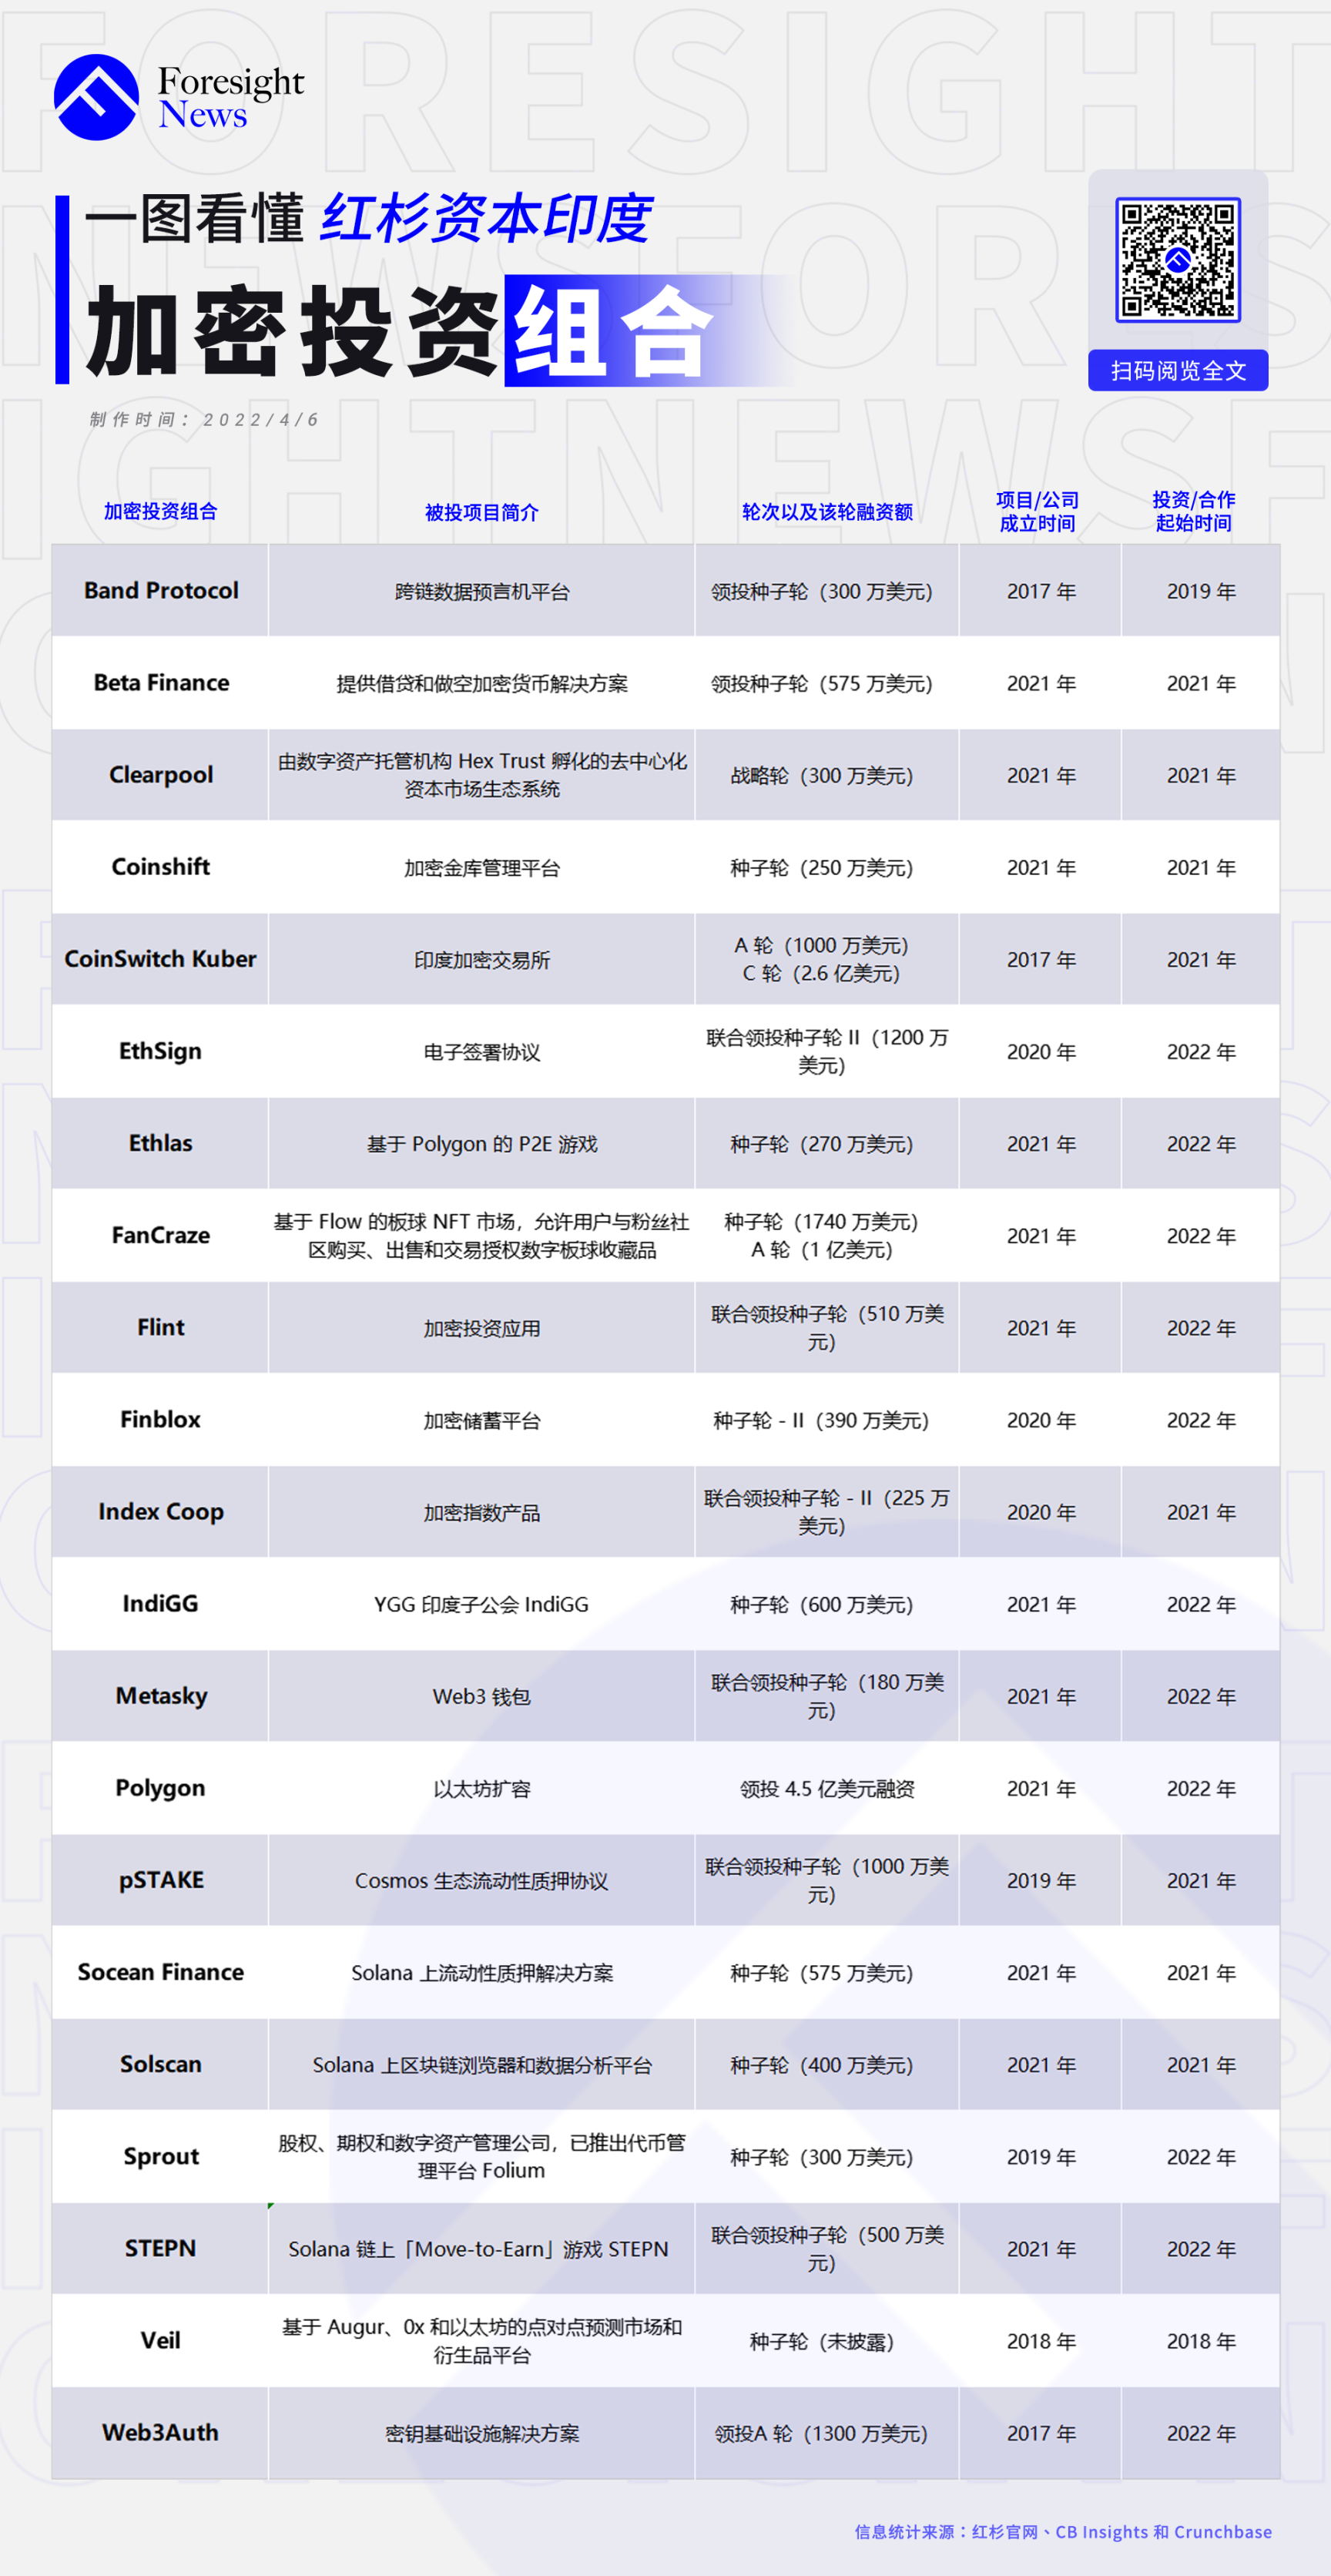 Foresight
News
一图看懂 红杉资本印度
加密投资组合
扫码阅览全文
制作时间：2022/4/6
加密投资组合 被投项目简介 轮次以及该轮融资额 项目/公司 投资/合作
成立时间 起始时间
Band Protocol 跨链数据预言机平台 领投种子轮（300 万美元） 2017 年 2019 年
Beta Finance 提供借贷和做空加密货币解决方案 领投种子轮（575 万美元） 2021 年 2021 年
由数字资产托管机构 Hex Trust 孵化的去中心化
Clearpool 战略轮（300 万美元） 2021 年 2021 年
资本市场生态系统
Coinshift 加密金库管理平台 种子轮（250 万美元） 2021 年 2021 年
A 轮（1000 万美元）
CoinSwitch Kuber 印度加密交易所 2017 年 2021 年
C 轮（2.6 亿美元）
联合领投种子轮 II（1200 万
EthSign 电子签署协议 2020 年 2022 年
美元）
Ethlas 基于 Polygon 的 P2E 游戏 种子轮（270 万美元） 2021 年 2022 年
基于 Flow 的板球 NFT 市场，允许用户与粉丝社 种子轮（1740 万美元）
FanCraze 2021 年 2022 年
区购买、出售和交易授权数字板球收藏品 A 轮（1 亿美元）
联合领投种子轮（510 万美
Flint 加密投资应用 2021 年 2022 年
元）
Finblox 加密储蓄平台 种子轮 - II（390 万美元） 2020 年 2022 年
联合领投种子轮 - II（225 万
Index Coop 加密指数产品 2020 年 2021 年
美元）
IndiGG YGG 印度子公会 IndiGG 种子轮（600 万美元） 2021 年 2022 年
联合领投种子轮（180 万美
Metasky Web3 钱包 2021 年 2022 年
元）
Polygon 以太坊扩容 领投 4.5 亿美元融资 2021 年 2022 年
联合领投种子轮（1000 万美
pSTAKE Cosmos 生态流动性质押协议 2019 年 2021 年
元）
Socean Finance Solana 上流动性质押解决方案 种子轮（575 万美元） 2021 年 2021 年
Solscan Solana 上区块链浏览器和数据分析平台 种子轮（400 万美元） 2021 年 2021 年
股权、期权和数字资产管理公司，已推出代币管
Sprout 种子轮（300 万美元） 2019 年 2022 年
理平台 Folium
联合领投种子轮（500 万美
STEPN Solana 链上「Move-to-Earn」游戏 STEPN 2021 年 2022 年
元）
基于 Augur、0x 和以太坊的点对点预测市场和
Veil 种子轮（未披露） 2018 年 2018 年
衍生品平台
Web3Auth 密钥基础设施解决方案 领投A 轮（1300 万美元） 2017 年 2022 年
信息统计来源：红杉官网、CB Insights 和 Crunchbase